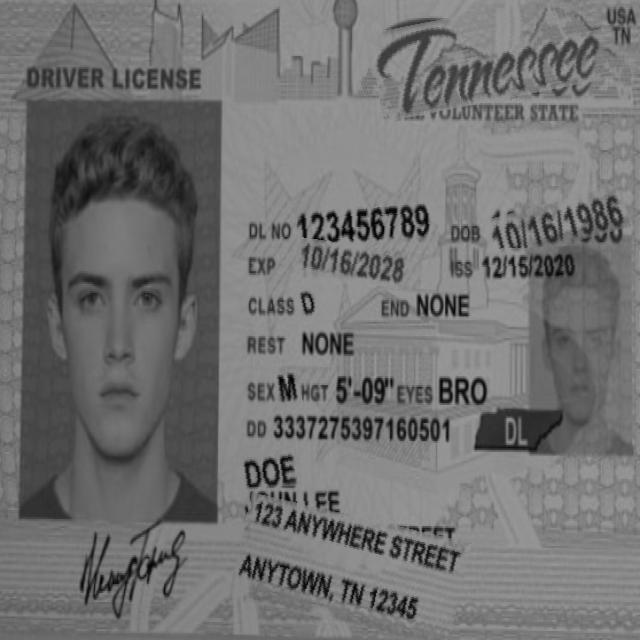 USA
TN
Tennessee
DRIVER LICENSE
VOLUNTEER STATE
DL NO 123456789 DOB 10/16/1986
EXP 10/16/2028 ISS 12/15/2020
CLASS D END NONE
REST NONE
SEX M HGT 5'-09" EYES BRO
DD 3337275397160501
DL
DOE
JOHN LEE
123 ANYWHERE STREET
ANYTOWN, TN 12345